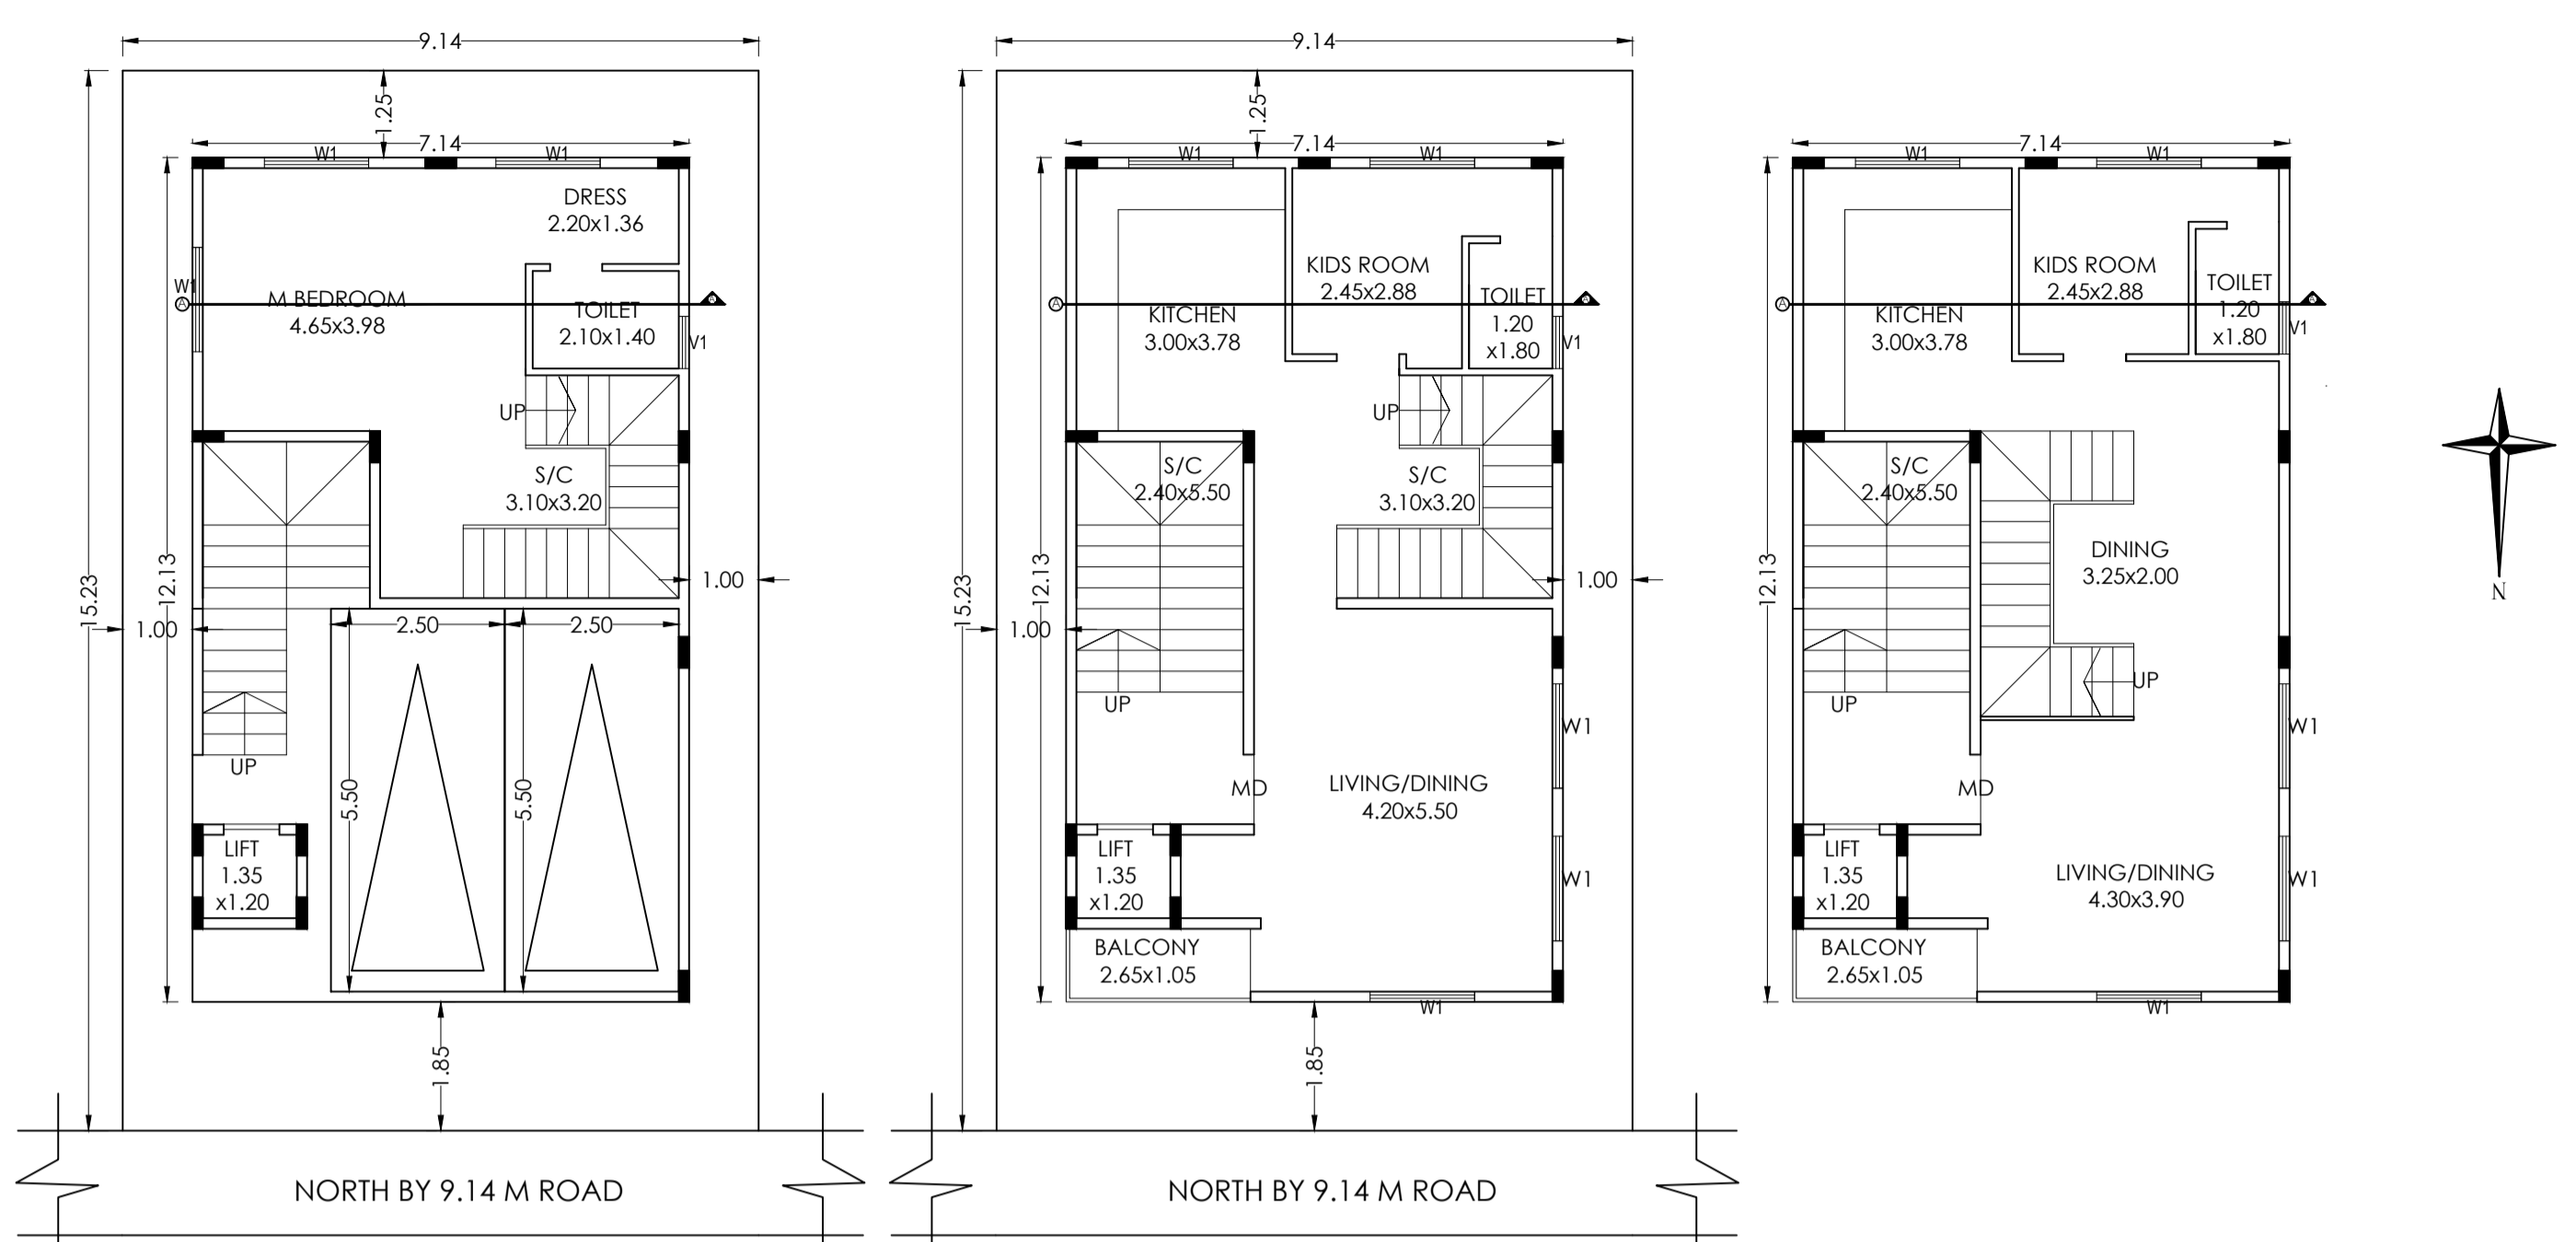 9.14
1.25
7.14
W1
W1
DRESS
2.20x1.36
W1
A
M BEDROOM
4.65x3.98
TOILET
2.10x1.40
V1
UP
S/C
3.10x3.20
15.23
12.13
1.00
1.00
2.50
2.50
5.50
5.50
UP
LIFT
1.35
x1.20
1.85
NORTH BY 9.14 M ROAD
9.14
1.25
7.14
W1
W1
KIDS ROOM
2.45x2.88
A
KITCHEN
3.00x3.78
TOILET
1.20
x1.80
V1
UP
S/C
2.40x5.50
S/C
3.10x3.20
15.23
12.13
1.00
1.00
UP
W1
MD
LIVING/DINING
4.20x5.50
LIFT
1.35
x1.20
W1
BALCONY
2.65x1.05
W1
1.85
NORTH BY 9.14 M ROAD
7.14
W1
W1
KIDS ROOM
2.45x2.88
A
KITCHEN
3.00x3.78
TOILET
1.20
x1.80
V1
S/C
2.40x5.50
DINING
3.25x2.00
12.13
UP
UP
W1
MD
LIFT
1.35
x1.20
LIVING/DINING
4.30x3.90
W1
BALCONY
2.65x1.05
W1
N